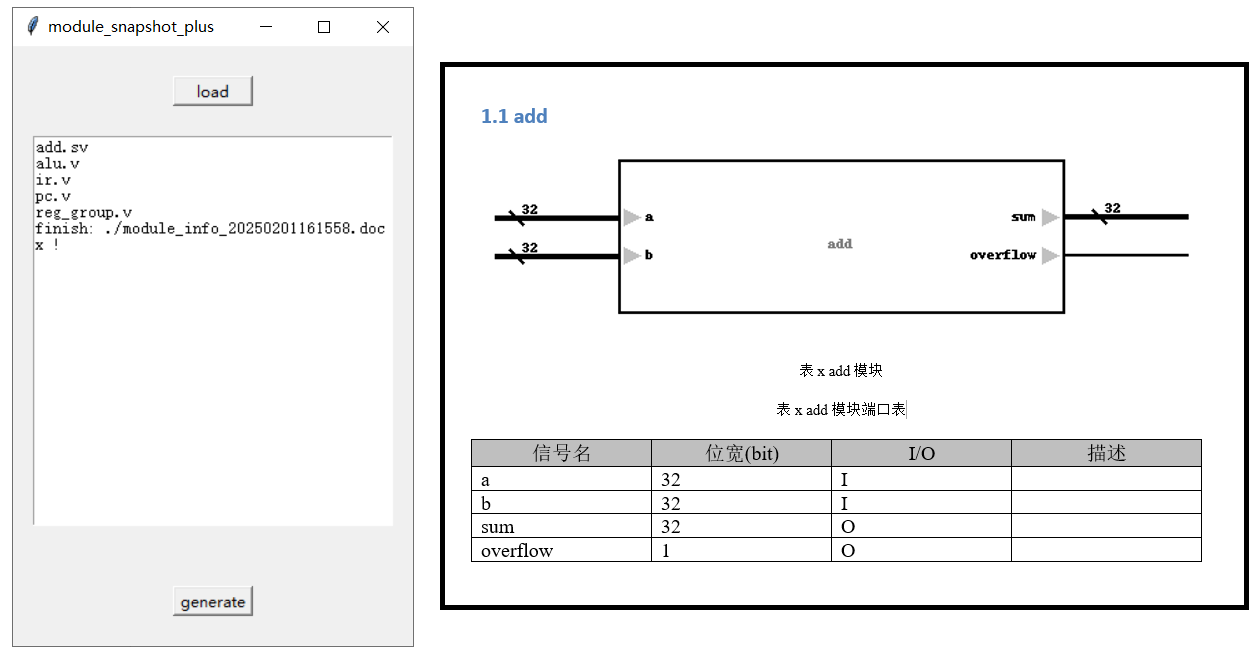 module_snapshot_plus
load
add.sv
alu.v
ir.v
pc.v
reg_group.v
finish: ./module_info_20250201161558.doc
x !
generate
1.1 add
32 a sum 32
add
32 b overflow
表 x add 模块
表 x add 模块端口表
信号名 位宽(bit) I/O 描述
a 32 I
b 32 I
sum 32 O
overflow 1 O